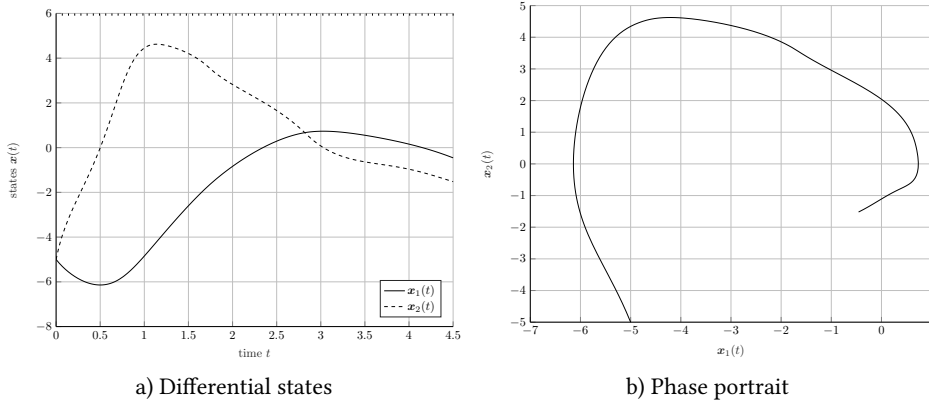 6
4
2
0
−2
−4
−6
−8
0 0.5 1 1.5 2 2.5 3 3.5 4 4.5
states x(t)
time t
x₁(t)
x₂(t)
a) Differential states
5
4
3
2
1
0
−1
−2
−3
−4
−5
−7 −6 −5 −4 −3 −2 −1 0
x₂(t)
x₁(t)
b) Phase portrait